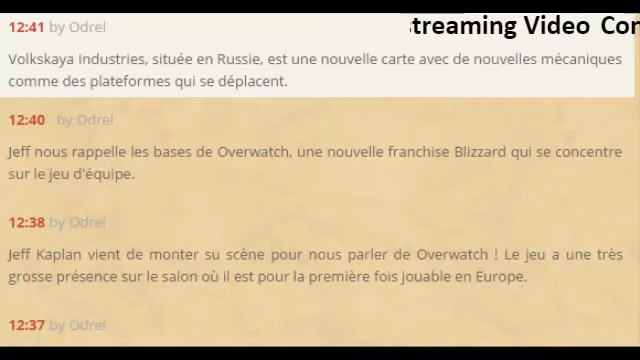 treaming Video Con
12:41 by Odrel
Volkskaya Industries, située en Russie, est une nouvelle carte avec de nouvelles mécaniques
comme des plateformes qui se déplacent.
12:40 by Odrel
Jeff nous rappelle les bases de Overwatch, une nouvelle franchise Blizzard qui se concentre
sur le jeu d'équipe.
12:38 by Odrel
Jeff Kaplan vient de monter su scène pour nous parler de Overwatch ! Le jeu a une très
grosse présence sur le salon où il est pour la première fois jouable en Europe.
12:37 by Odrel